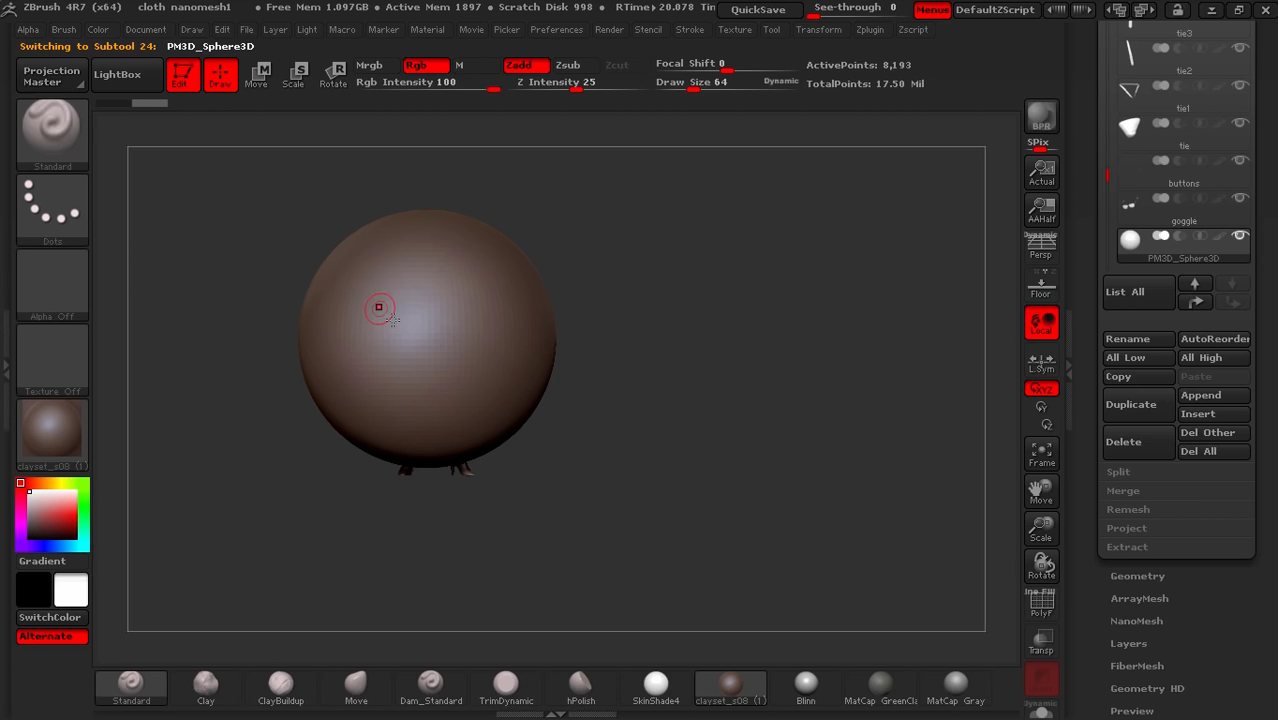 ZBrush 4R7 (x64) cloth nanomesh1 • Free Mem 1.097GB • Active Mem 1897 • Scratch Disk 998 • RTime▸20.078 Tim QuickSave See-through 0 Menus DefaultZScript
Alpha Brush Color Document Draw Edit File Layer Light Macro Marker Material Movie Picker Preferences Render Stencil Stroke Texture Tool Transform Zplugin Zscript
Switching to Subtool 24: PM3D_Sphere3D
Projection Master
LightBox
Edit
Draw
Move
Scale
Rotate
Mrgb Rgb M
Rgb Intensity 100
Zadd Zsub Zcut
Z Intensity 25
Focal Shift 0
Draw Size 64 Dynamic
ActivePoints: 8,193
TotalPoints: 17.50 Mil
Standard
Dots
Alpha Off
Texture Off
clayset_s08 (1)
Gradient
SwitchColor
Alternate
BPR
SPix
Actual
AAHalf
Dynamic
Persp
Floor
Local
L.Sym
XYZ
Frame
Move
Scale
Rotate
Line Fill
PolyF
Transp
Dynamic
tie3
tie2
tie1
tie
buttons
goggle
PM3D_Sphere3D
List All
Rename AutoReorder
All Low All High
Copy Paste
Duplicate Append
Insert
Delete Del Other
Del All
Split
Merge
Remesh
Project
Extract
Geometry
ArrayMesh
NanoMesh
Layers
FiberMesh
Geometry HD
Preview
Standard Clay ClayBuildup Move Dam_Standard TrimDynamic hPolish SkinShade4 clayset_s08 (1) Blinn MatCap GreenCla MatCap Gray